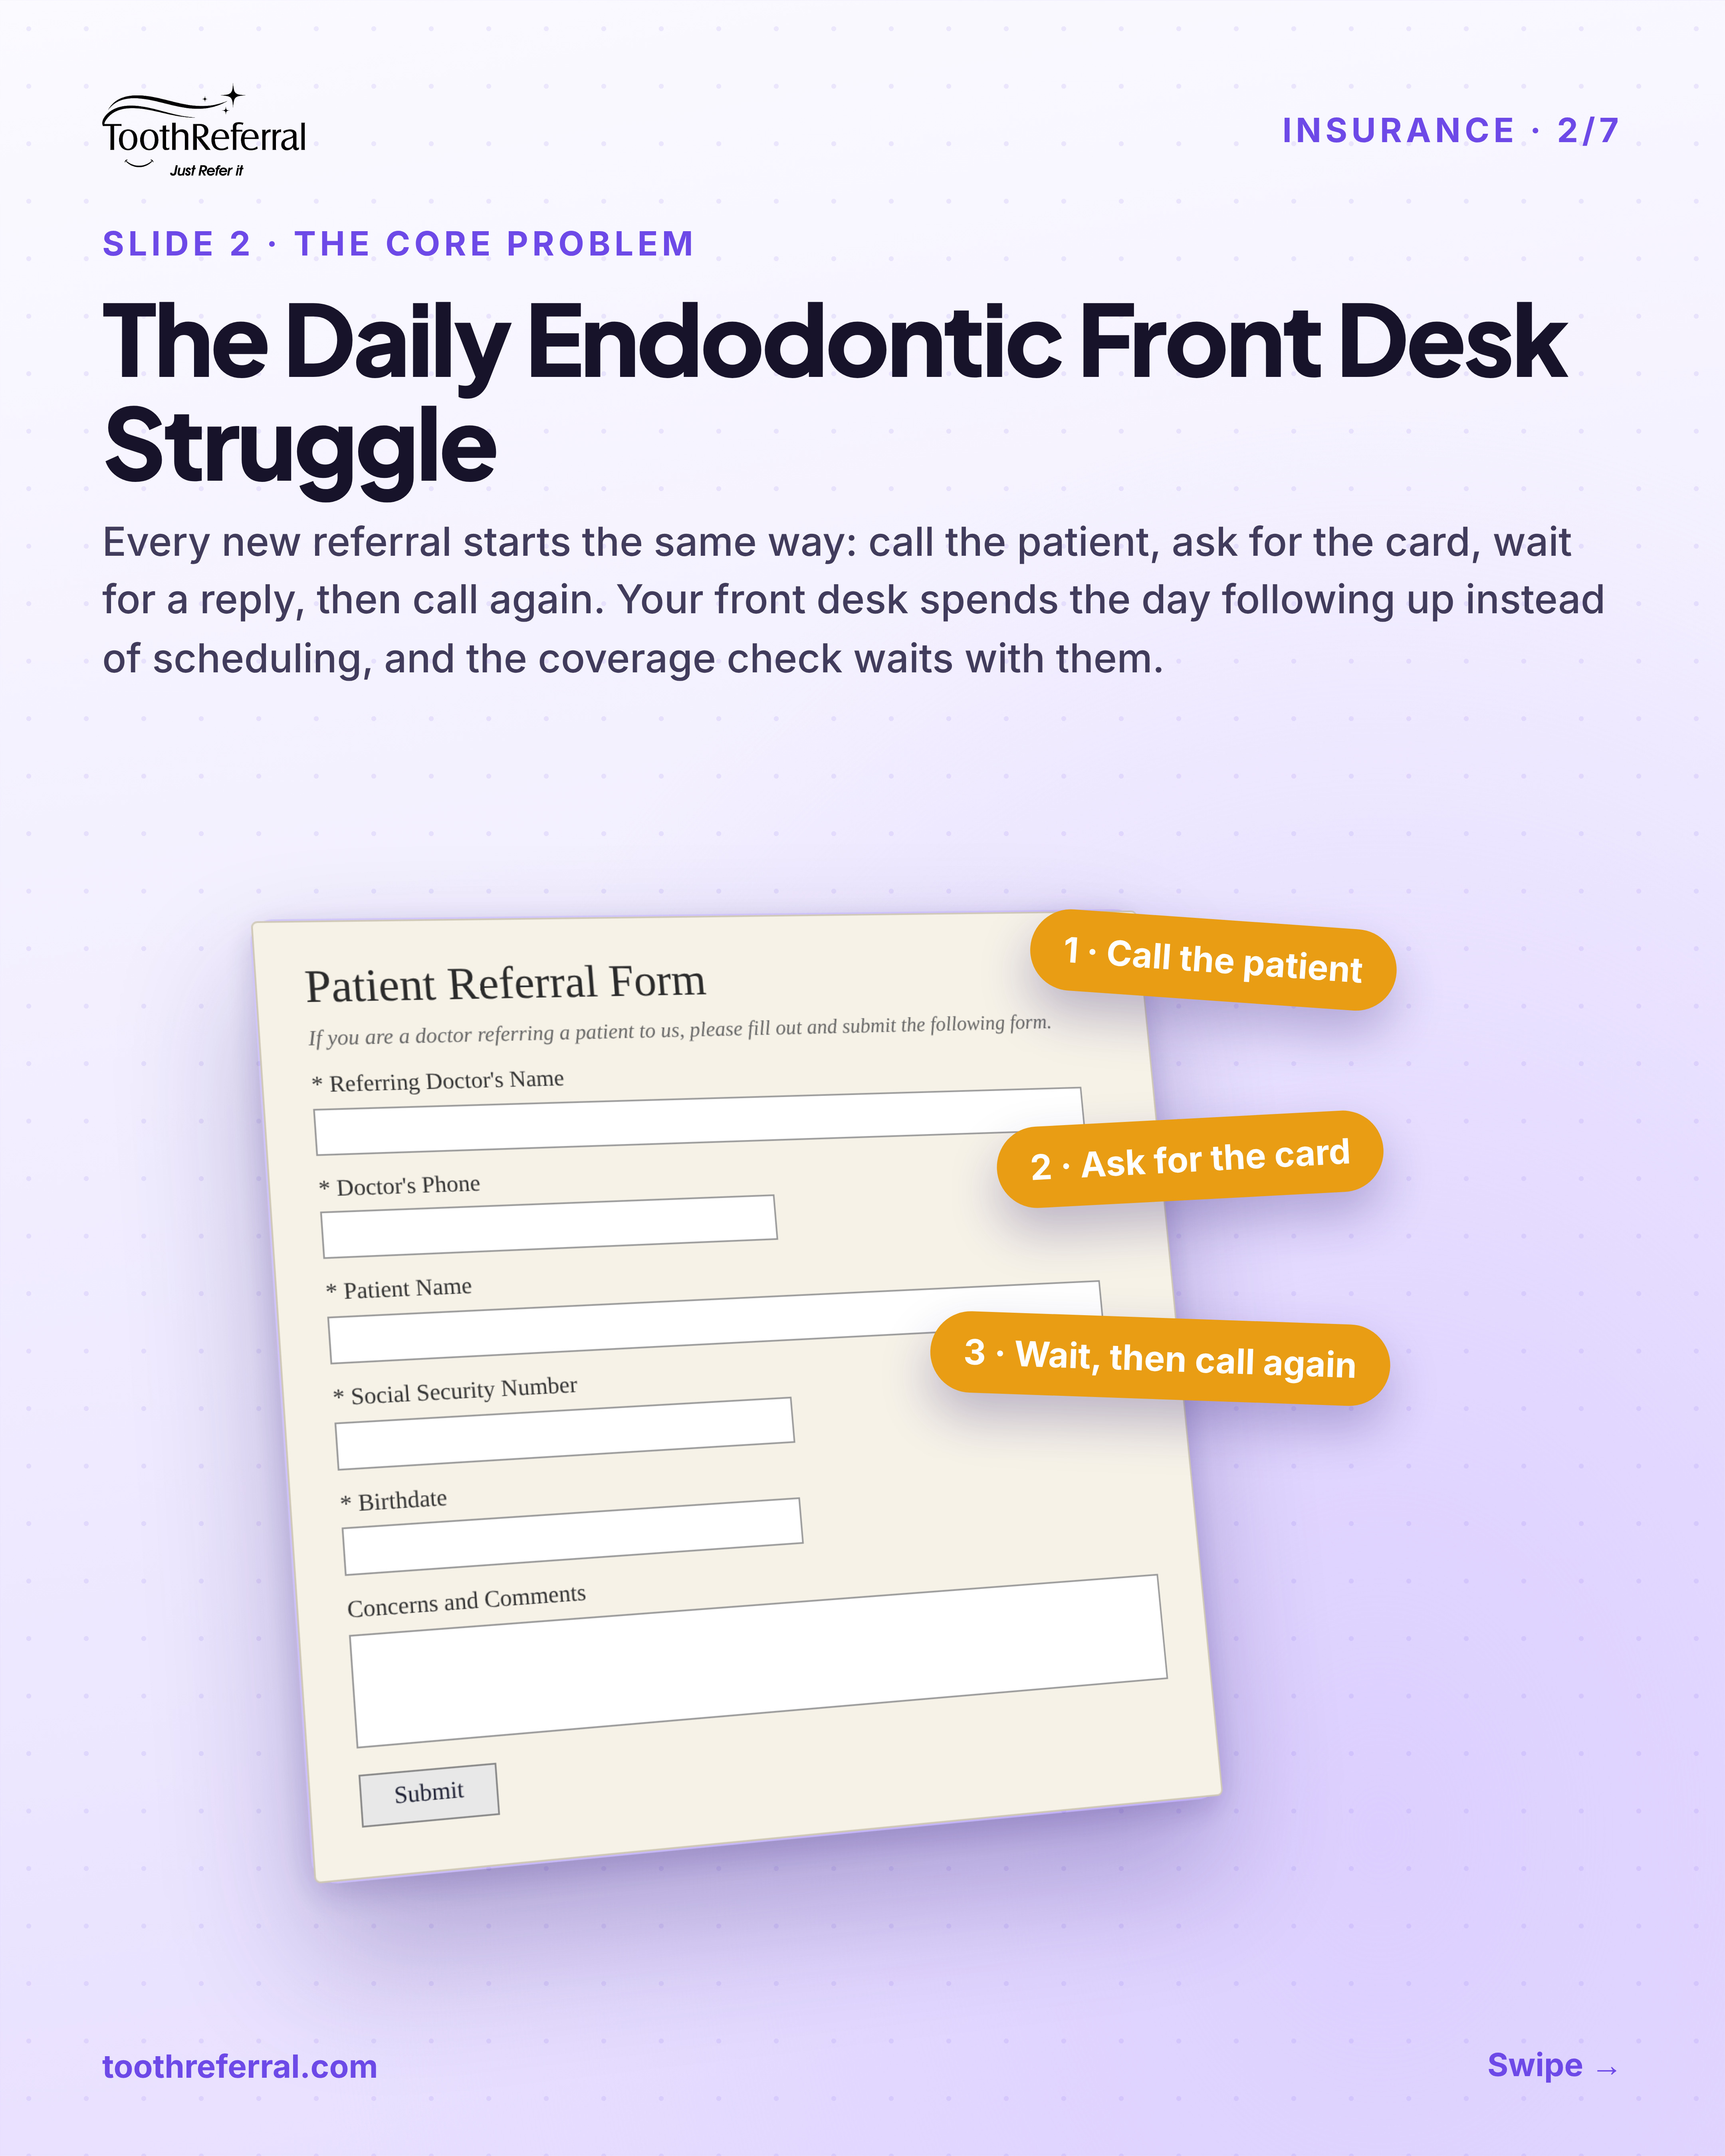 ToothReferral
Just Refer it
INSURANCE · 2/7
SLIDE 2 · THE CORE PROBLEM
The Daily Endodontic Front Desk
Struggle
Every new referral starts the same way: call the patient, ask for the card, wait
for a reply, then call again. Your front desk spends the day following up instead
of scheduling, and the coverage check waits with them.
Patient Referral Form
If you are a doctor referring a patient to us, please fill out and submit the following form.
* Referring Doctor's Name
* Doctor's Phone
* Patient Name
* Social Security Number
* Birthdate
Concerns and Comments
Submit
1 · Call the patient
2 · Ask for the card
3 · Wait, then call again
toothreferral.com
Swipe →